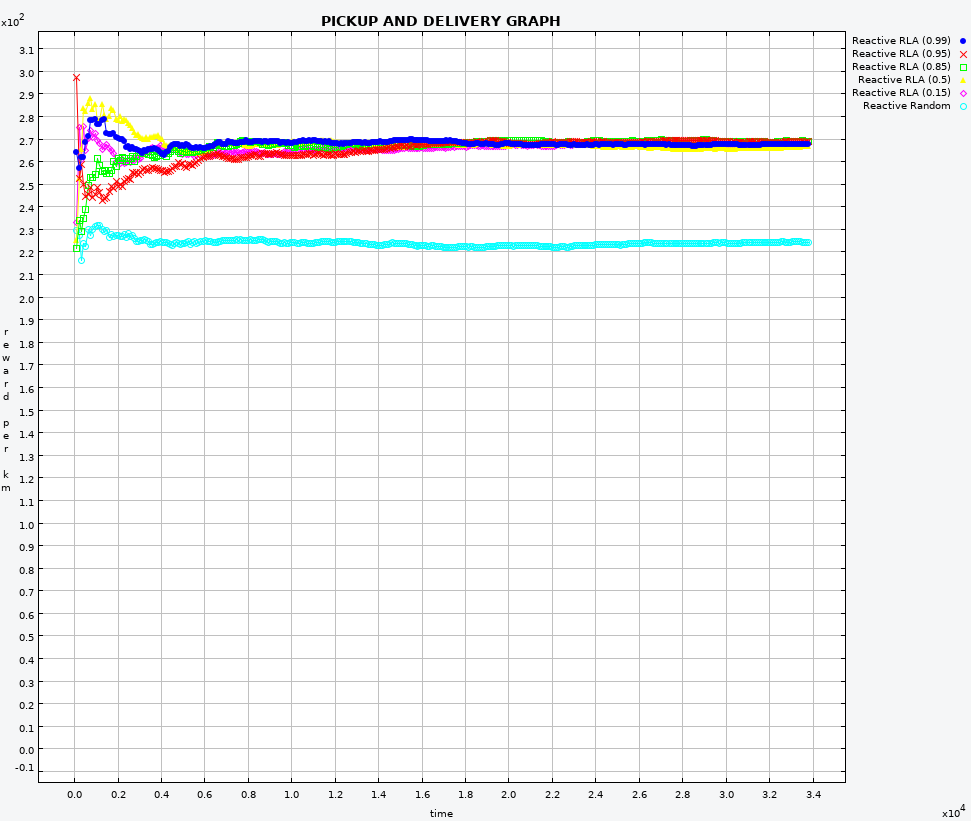 PICKUP AND DELIVERY GRAPH
x10²
Reactive RLA (0.99)
Reactive RLA (0.95)
Reactive RLA (0.85)
Reactive RLA (0.5)
Reactive RLA (0.15)
Reactive Random
3.1
3.0
2.9
2.8
2.7
2.6
2.5
2.4
2.3
2.2
2.1
2.0
1.9
1.8
1.7
1.6
1.5
1.4
1.3
1.2
1.1
1.0
0.9
0.8
0.7
0.6
0.5
0.4
0.3
0.2
0.1
0.0
-0.1
reward per km
0.0 0.2 0.4 0.6 0.8 1.0 1.2 1.4 1.6 1.8 2.0 2.2 2.4 2.6 2.8 3.0 3.2 3.4
time
x10⁴